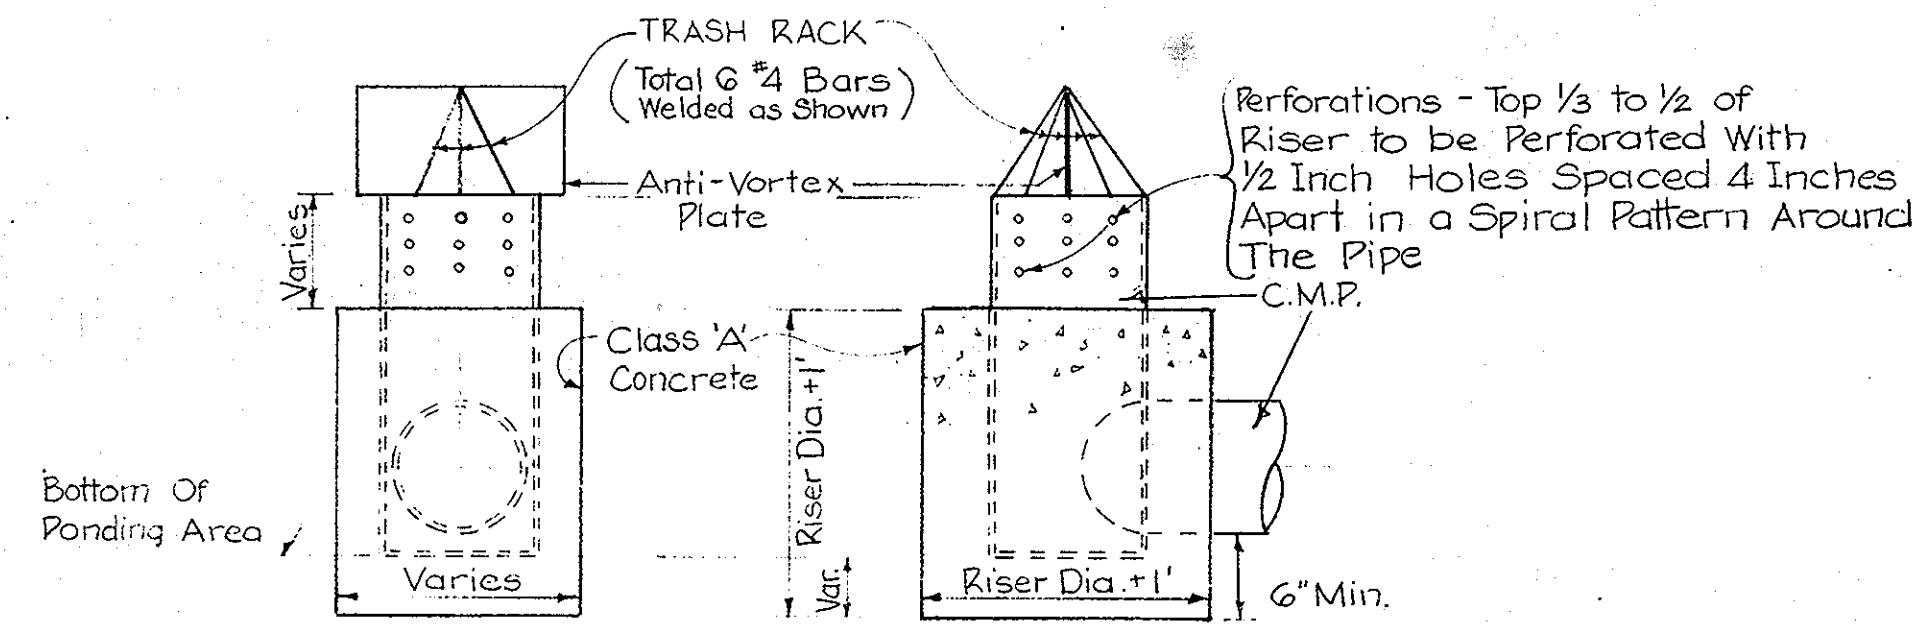 TRASH RACK
(Total 6 #4 Bars
Welded as Shown)
Perforations - Top 1/3 to 1/2 of
Riser to be Perforated With
1/2 Inch Holes Spaced 4 Inches
Apart in a Spiral Pattern Around
The Pipe
Anti-Vortex
Plate
Varies
C.M.P.
Class 'A'
Concrete
Riser Dia.+1'
Bottom Of
Ponding Area
Varies
Var.
Riser Dia.+1'
6" Min.